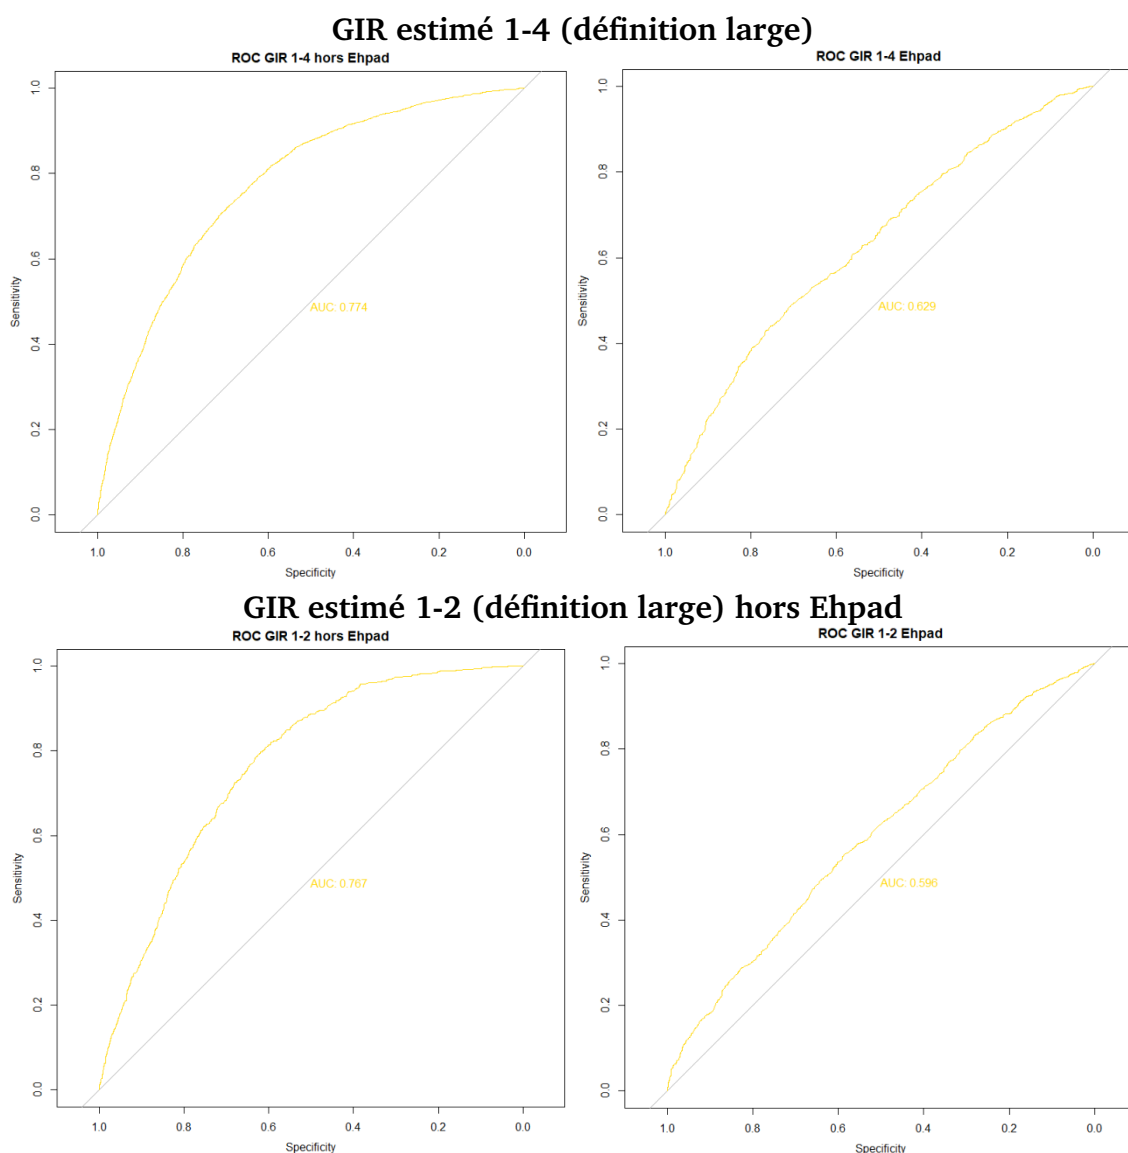 GIR estimé 1-4 (définition large)
ROC GIR 1-4 hors Ehpad
Sensitivity
0.0 0.2 0.4 0.6 0.8 1.0
AUC: 0.774
1.0 0.8 0.6 0.4 0.2 0.0
Specificity
ROC GIR 1-4 Ehpad
Sensitivity
0.0 0.2 0.4 0.6 0.8 1.0
AUC: 0.629
1.0 0.8 0.6 0.4 0.2 0.0
Specificity
GIR estimé 1-2 (définition large) hors Ehpad
ROC GIR 1-2 hors Ehpad
Sensitivity
0.0 0.2 0.4 0.6 0.8 1.0
AUC: 0.767
1.0 0.8 0.6 0.4 0.2 0.0
Specificity
ROC GIR 1-2 Ehpad
Sensitivity
0.0 0.2 0.4 0.6 0.8 1.0
AUC: 0.596
1.0 0.8 0.6 0.4 0.2 0.0
Specificity